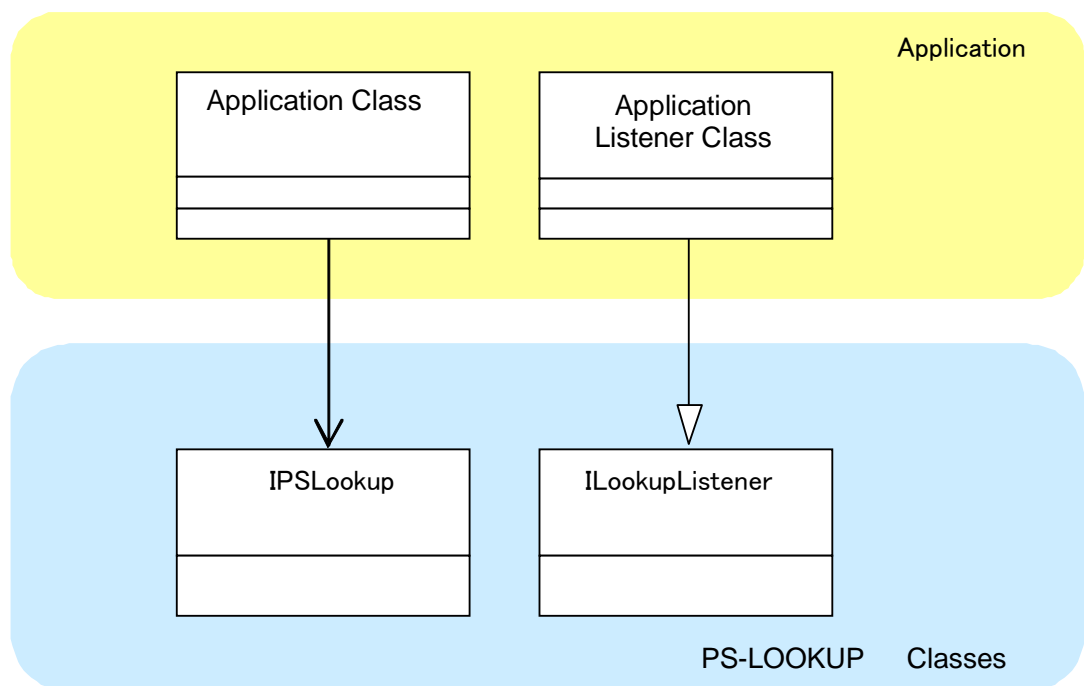 Application
Application Class
Application
Listener Class
IPSLookup
ILookupListener
PS-LOOKUP Classes